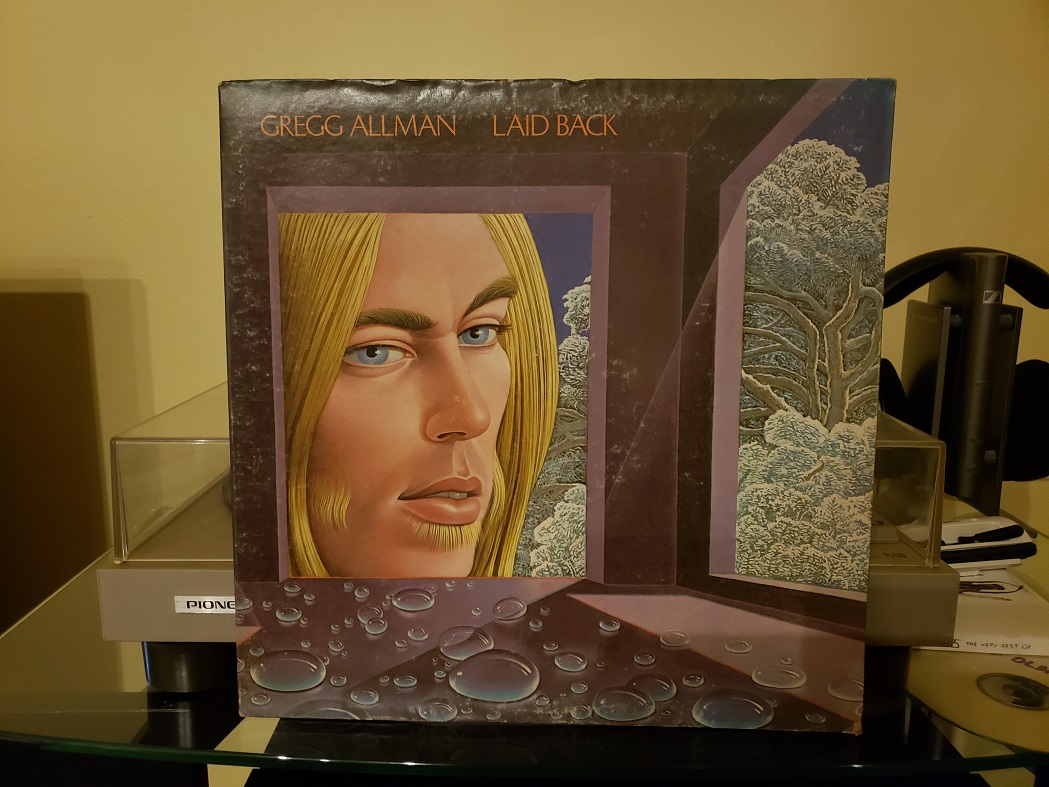 GREGG ALLMAN LAID BACK
PIONE
THE VERY BEST OF